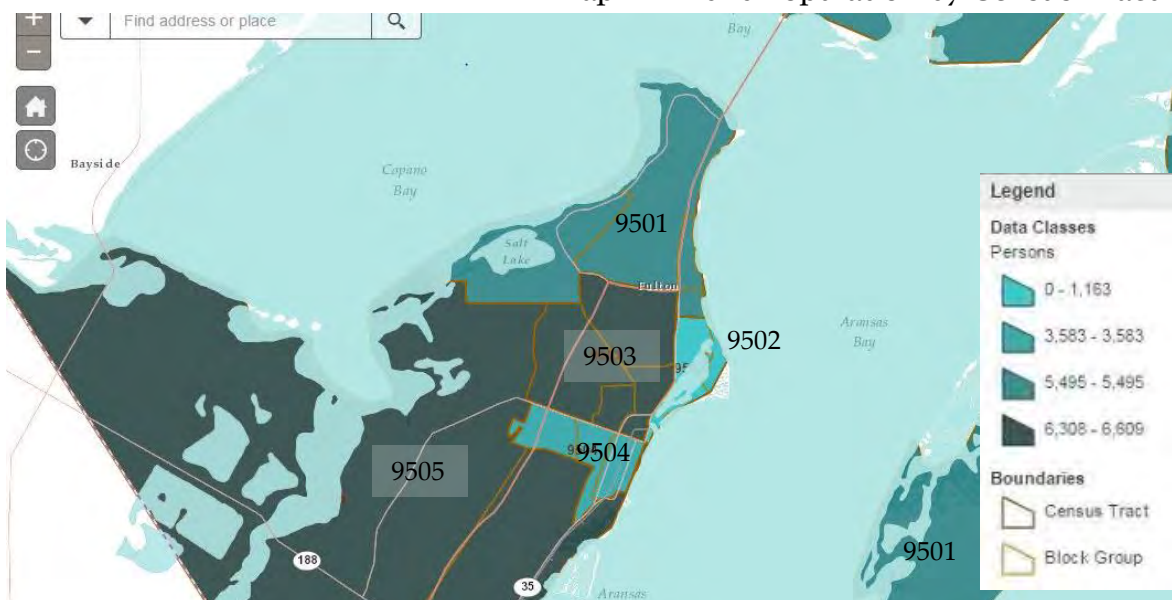 Find address or place
Bay
Bayside
Copano
Bay
9501
Salt
Lake
Fulton
9502
Aransas
Bay
9503
9504
9505
9501
188
35
Aransas
Legend
Data Classes
Persons
0 - 1,163
3,583 - 3,583
5,495 - 5,495
6,308 - 6,609
Boundaries
Census Tract
Block Group